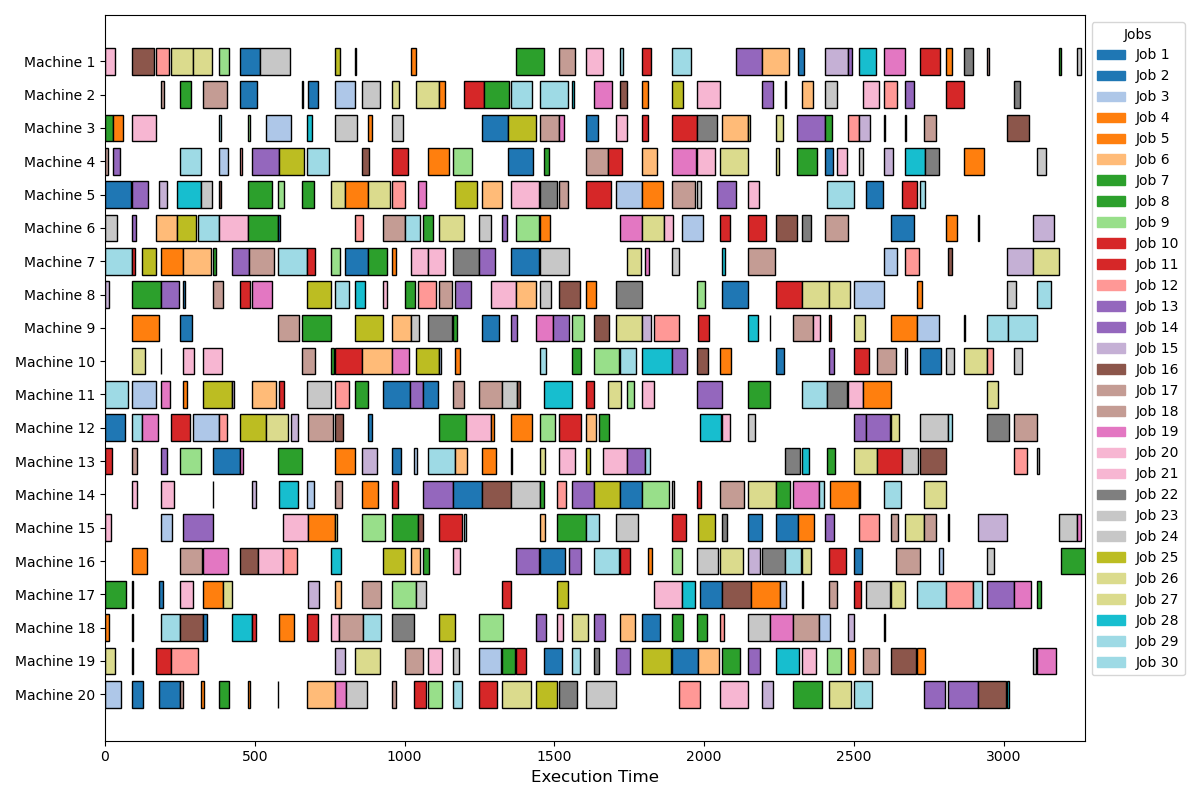 Machine 1
Machine 2
Machine 3
Machine 4
Machine 5
Machine 6
Machine 7
Machine 8
Machine 9
Machine 10
Machine 11
Machine 12
Machine 13
Machine 14
Machine 15
Machine 16
Machine 17
Machine 18
Machine 19
Machine 20
0 500 1000 1500 2000 2500 3000
Execution Time
Jobs
Job 1
Job 2
Job 3
Job 4
Job 5
Job 6
Job 7
Job 8
Job 9
Job 10
Job 11
Job 12
Job 13
Job 14
Job 15
Job 16
Job 17
Job 18
Job 19
Job 20
Job 21
Job 22
Job 23
Job 24
Job 25
Job 26
Job 27
Job 28
Job 29
Job 30